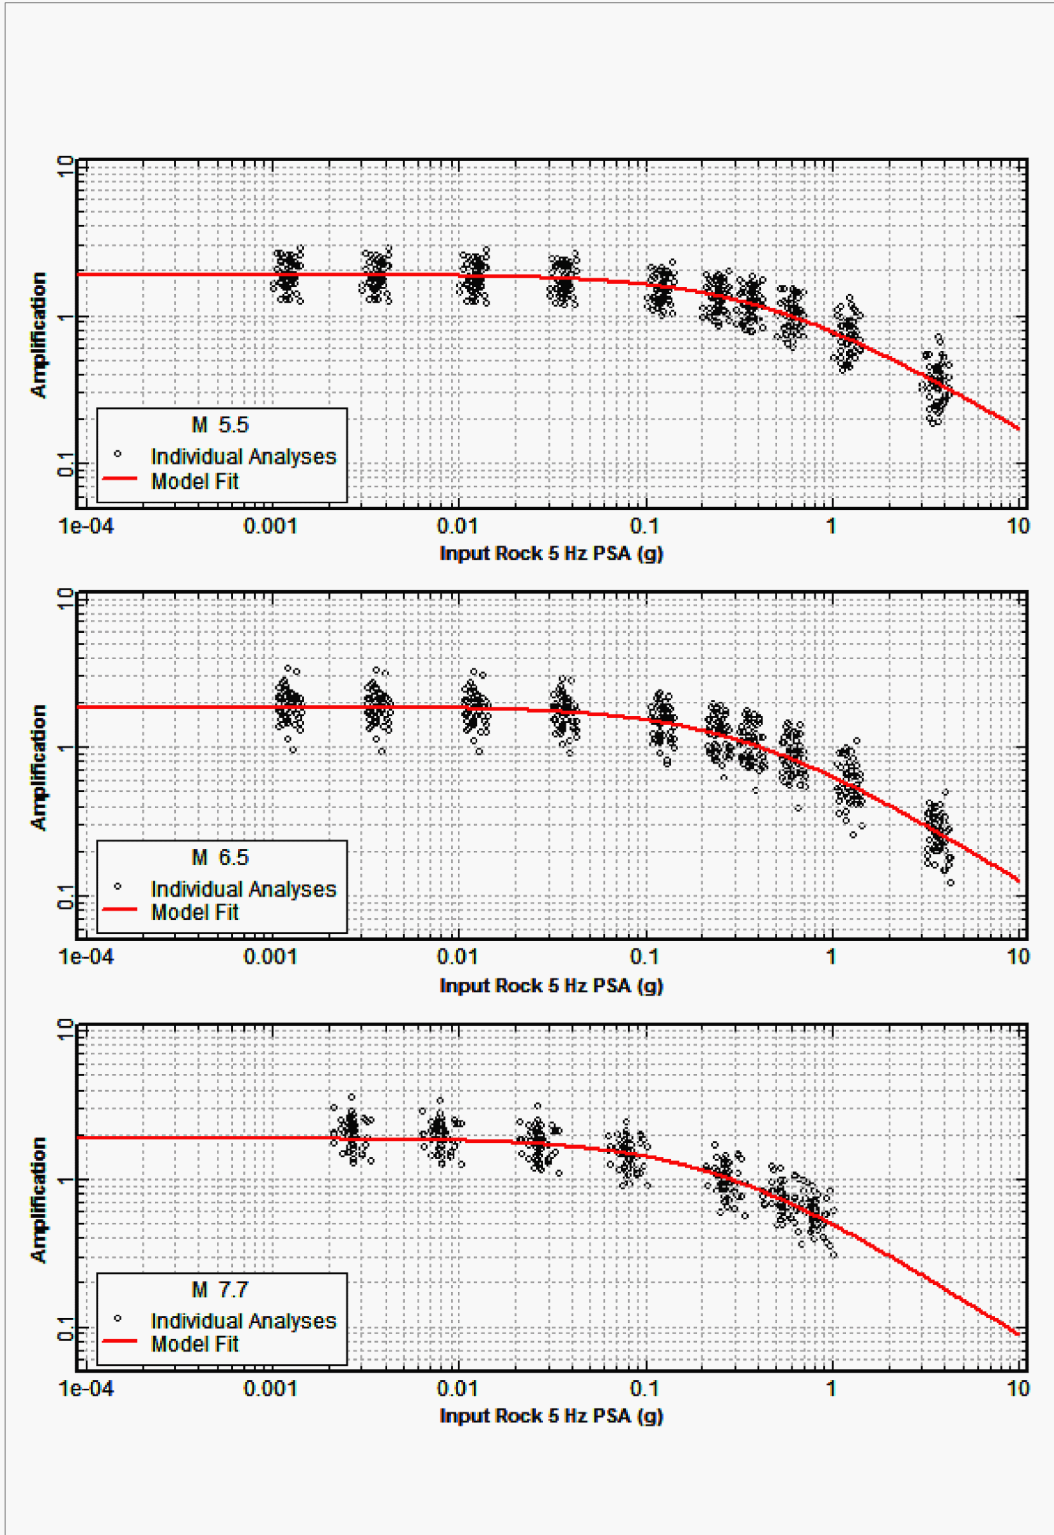 10
1
0.1
Amplification
M 5.5
Individual Analyses
Model Fit
1e-04 0.001 0.01 0.1 1 10
Input Rock 5 Hz PSA (g)
10
1
0.1
Amplification
M 6.5
Individual Analyses
Model Fit
1e-04 0.001 0.01 0.1 1 10
Input Rock 5 Hz PSA (g)
10
1
0.1
Amplification
M 7.7
Individual Analyses
Model Fit
1e-04 0.001 0.01 0.1 1 10
Input Rock 5 Hz PSA (g)